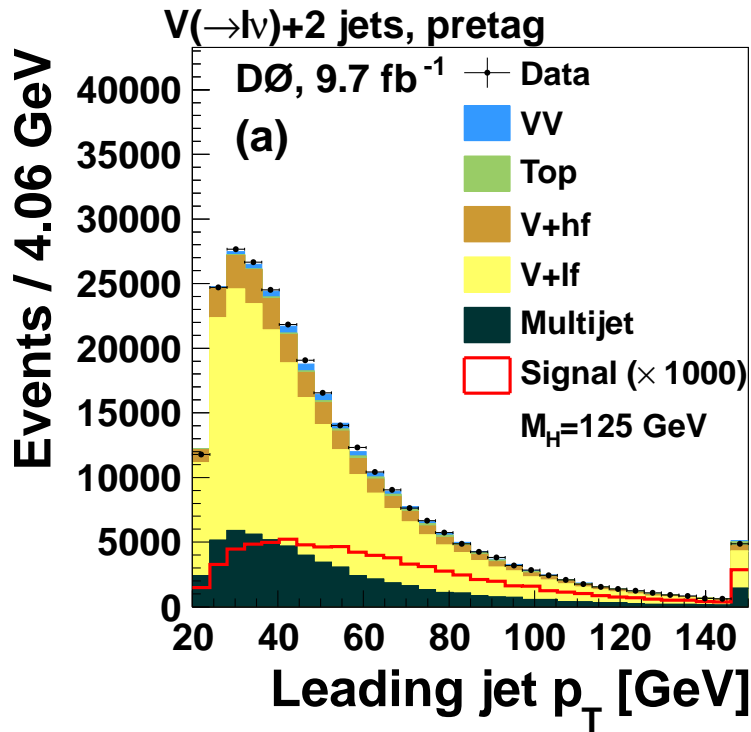 V(→lν)+2 jets, pretag
DØ, 9.7 fb⁻¹
(a)
Data
VV
Top
V+hf
V+lf
Multijet
Signal (× 1000)
M_H=125 GeV
Events / 4.06 GeV
40000
35000
30000
25000
20000
15000
10000
5000
0
20 40 60 80 100 120 140
Leading jet p_T [GeV]